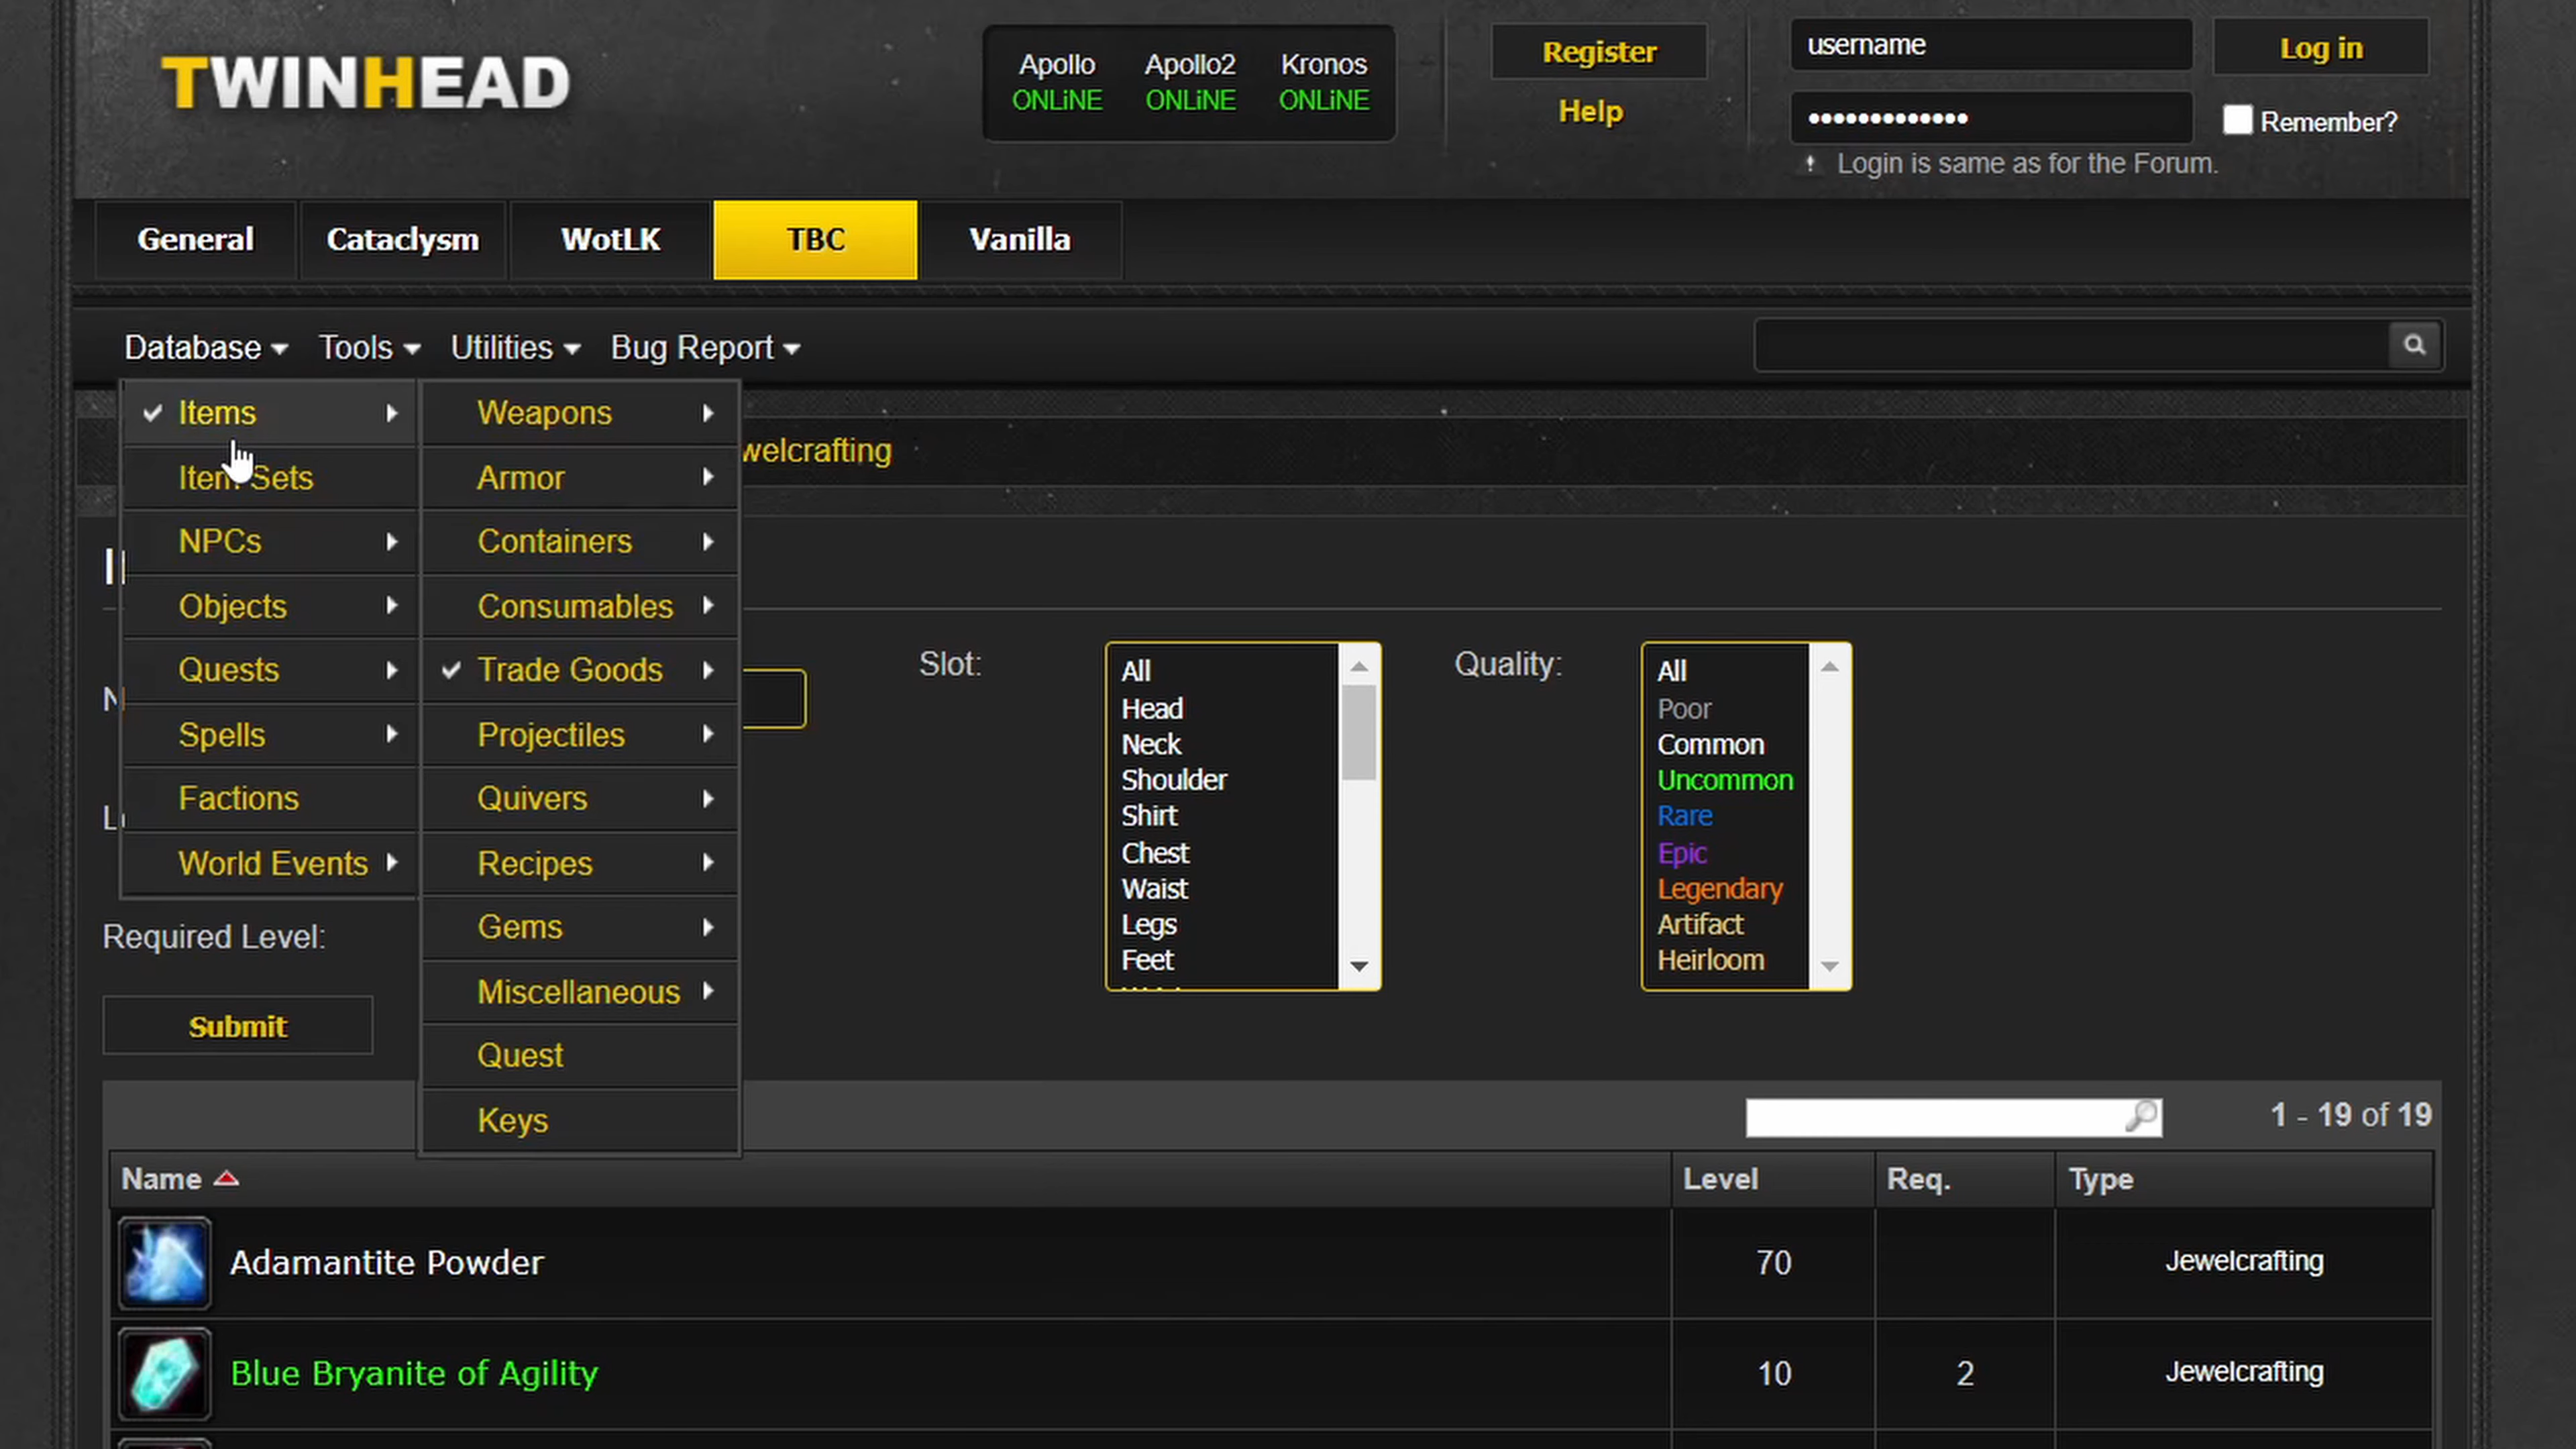 TWINHEAD
Apollo Apollo2 Kronos
ONLiNE ONLiNE ONLiNE
Register
Help
username
•••••••••••••
Log in
Remember?
Login is same as for the Forum.
General Cataclysm WotLK TBC Vanilla
Database Tools Utilities Bug Report
Items
Item Sets
NPCs
Objects
Quests
Spells
Factions
World Events
Weapons
Armor
Containers
Consumables
Trade Goods
Projectiles
Quivers
Recipes
Gems
Miscellaneous
Quest
Keys
welcrafting
Slot:
All
Head
Neck
Shoulder
Shirt
Chest
Waist
Legs
Feet
Quality:
All
Poor
Common
Uncommon
Rare
Epic
Legendary
Artifact
Heirloom
Required Level:
Submit
1 - 19 of 19
Name Level Req. Type
Adamantite Powder 70 Jewelcrafting
Blue Bryanite of Agility 10 2 Jewelcrafting